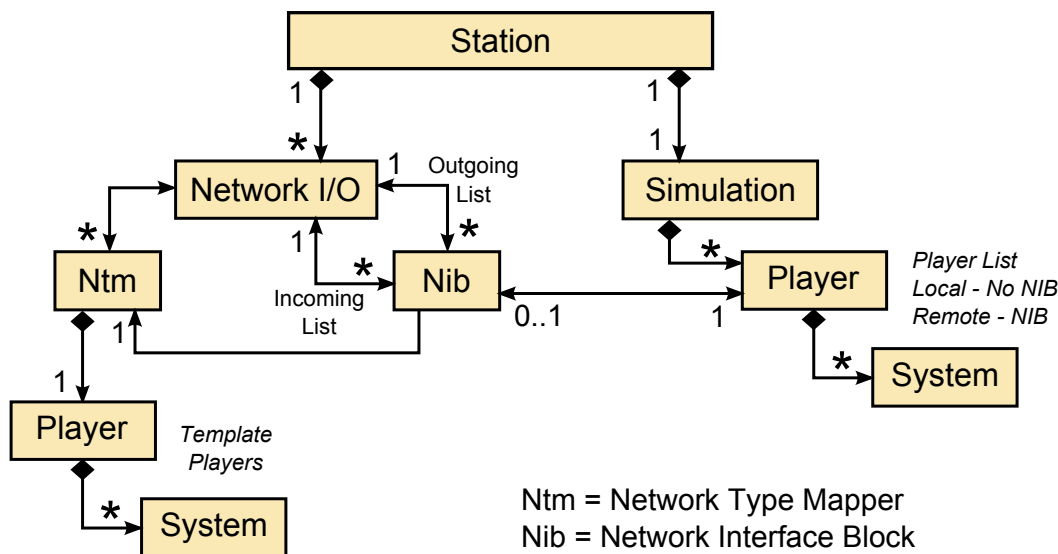 Station
1
1
*
1
Network I/O
1
Outgoing
List
Simulation
*
1
*
*
*
Ntm
Incoming
List
Nib
Player
Player List
Local - No NIB
Remote - NIB
1
0..1
1
*
System
1
Player
Template
Players
*
System
Ntm = Network Type Mapper
Nib = Network Interface Block